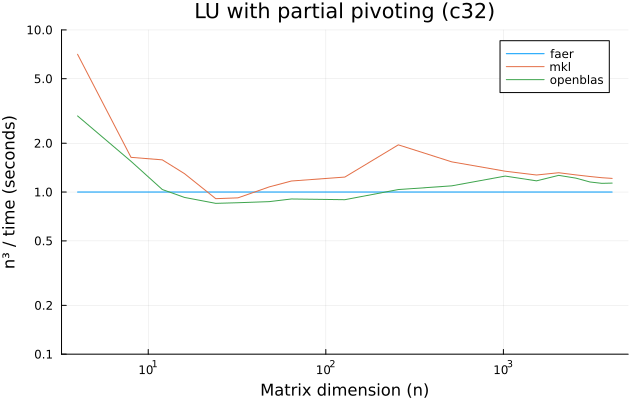 LU with partial pivoting (c32)
n³ / time (seconds)
10.0
5.0
2.0
1.0
0.5
0.2
0.1
faer
mkl
openblas
10¹
10²
10³
Matrix dimension (n)